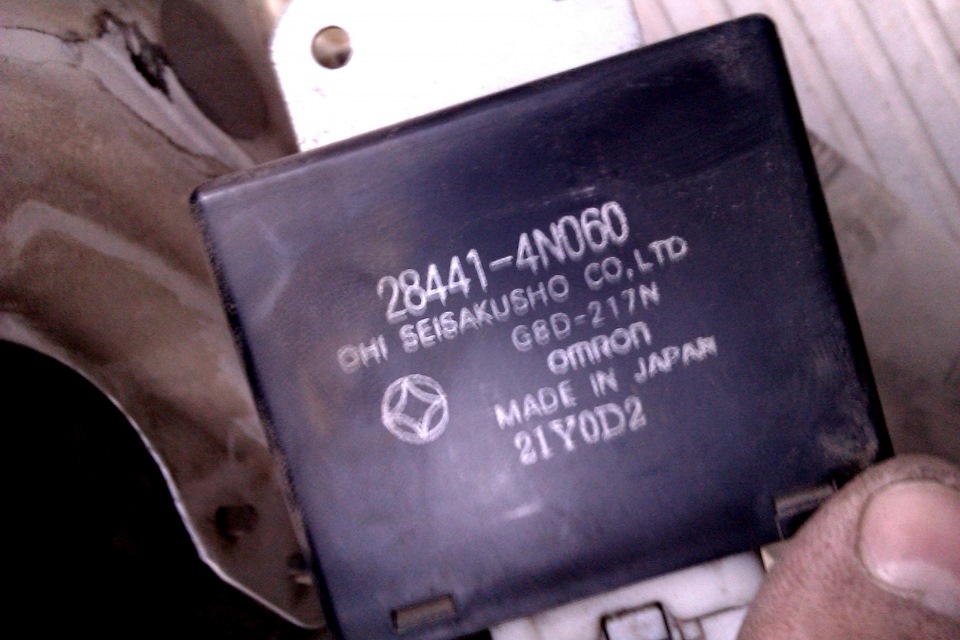 28441-4N060
OHI SEISAKUSHO CO,LTD
G8D-217N
omron
MADE IN JAPAN
21Y0D2